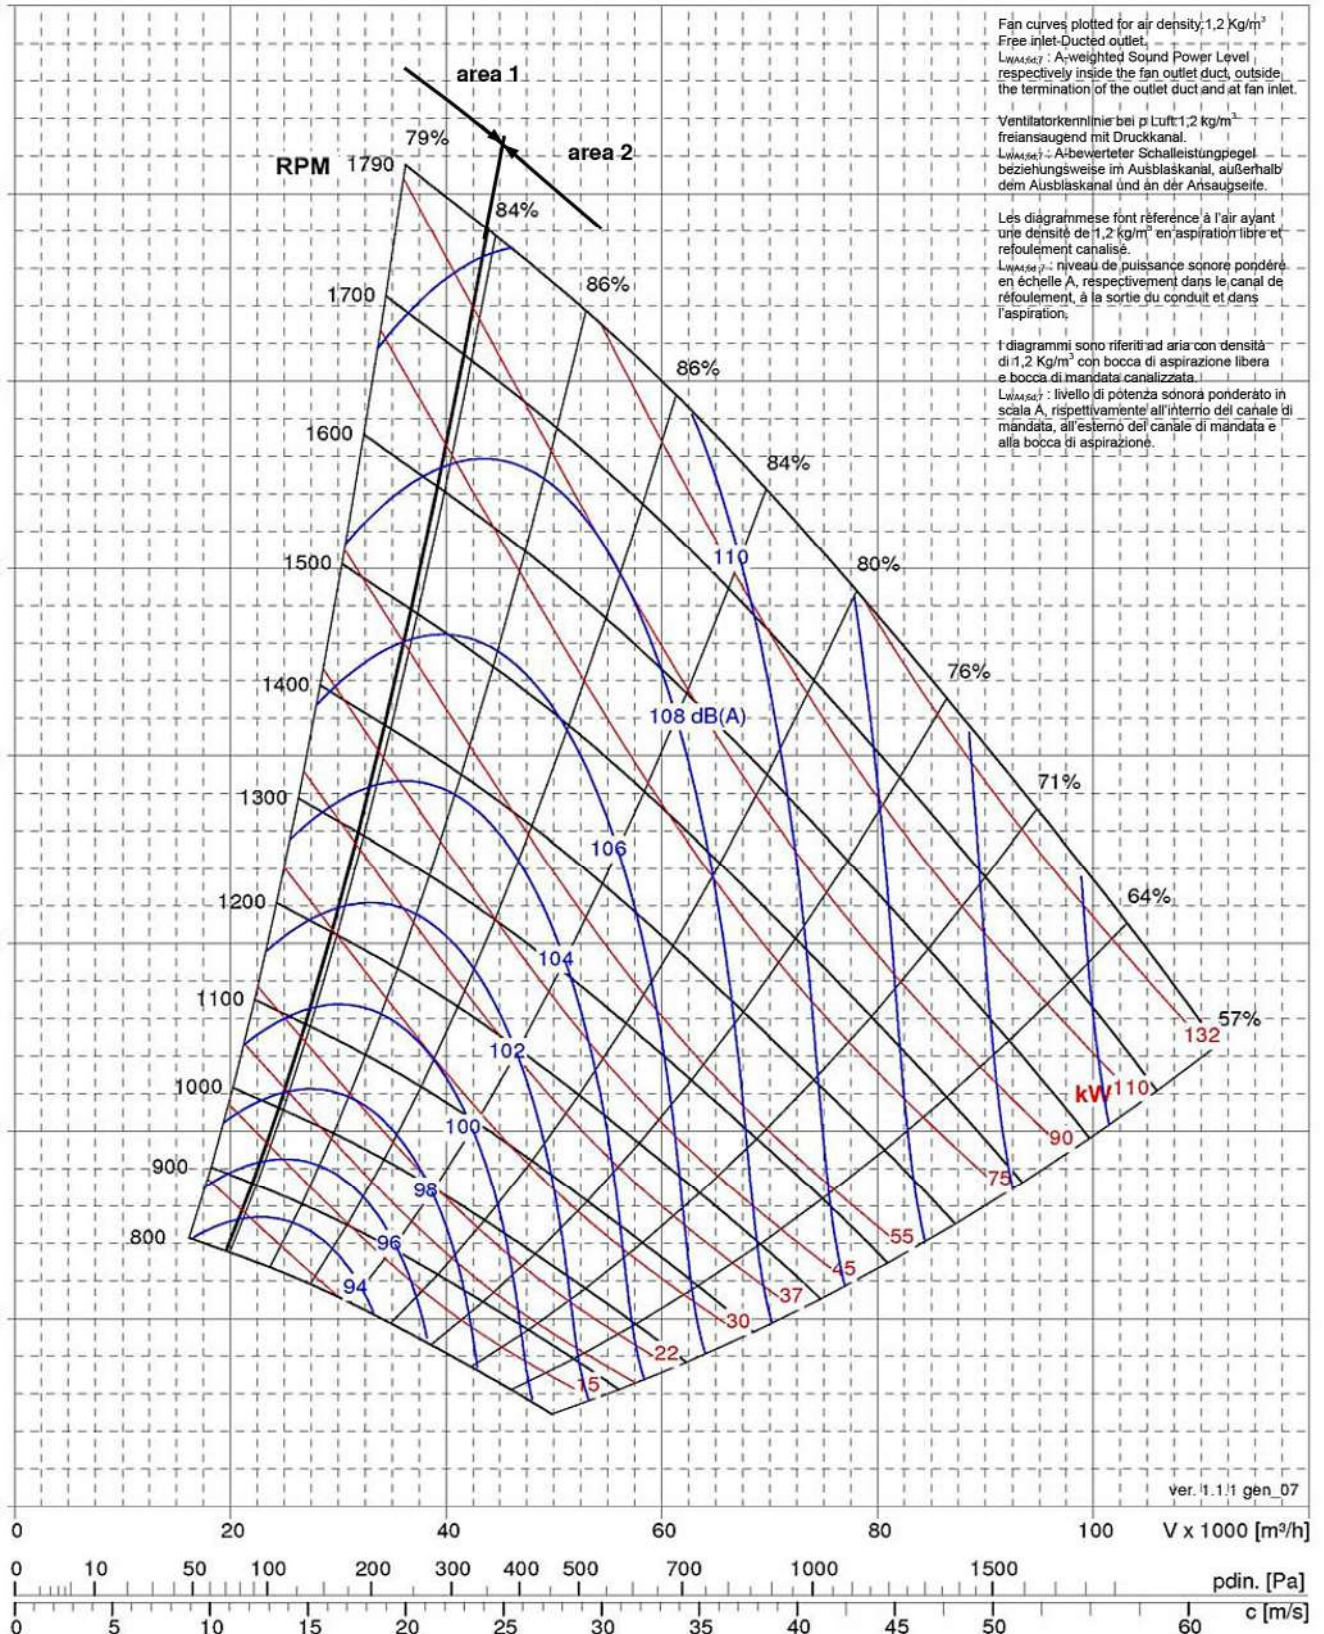 Fan curves plotted for air density:1,2 Kg/m³
Free inlet-Ducted outlet.
LWA4;6d;7 : A-weighted Sound Power Level
respectively inside the fan outlet duct, outside
the termination of the outlet duct and at fan inlet.
Ventilatorkennlinie bei ρ Luft:1,2 kg/m³
freiansaugend mit Druckkanal.
LWA4;6d;7 : A-bewerteter Schalleistungpegel
beziehungsweise im Ausblaskanal, außerhalb
dem Ausblaskanal und an der Ansaugseite.
Les diagrammese font réference à l'air ayant
une densité de 1,2 kg/m³ en aspiration libre et
refoulement canalisé.
LWA4;6d;7 : niveau de puissance sonore pondéré
en échelle A, respectivement dans le canal de
réfoulement, à la sortie du conduit et dans
l'aspiration.
I diagrammi sono riferiti ad aria con densità
di 1,2 Kg/m³ con bocca di aspirazione libera
e bocca di mandata canalizzata.
LWA4;6d;7 : livello di potenza sonora ponderato in
scala A, rispettivamente all'interno del canale di
mandata, all'esterno del canale di mandata e
alla bocca di aspirazione.
area 1
area 2
79%
RPM 1790
84%
86%
1700
86%
1600
84%
110
1500
80%
76%
1400
108 dB(A)
71%
1300
106
64%
1200
104
1100
57%
132
102
1000
kW 110
100
90
900
98
75
800
55
96
45
94
37
30
22
15
ver. 1.1.1 gen_07
0 20 40 60 80 100 V x 1000 [m³/h]
0 10 50 100 200 300 400 500 700 1000 1500
pdin. [Pa]
0 5 10 15 20 25 30 35 40 45 50 60 c [m/s]